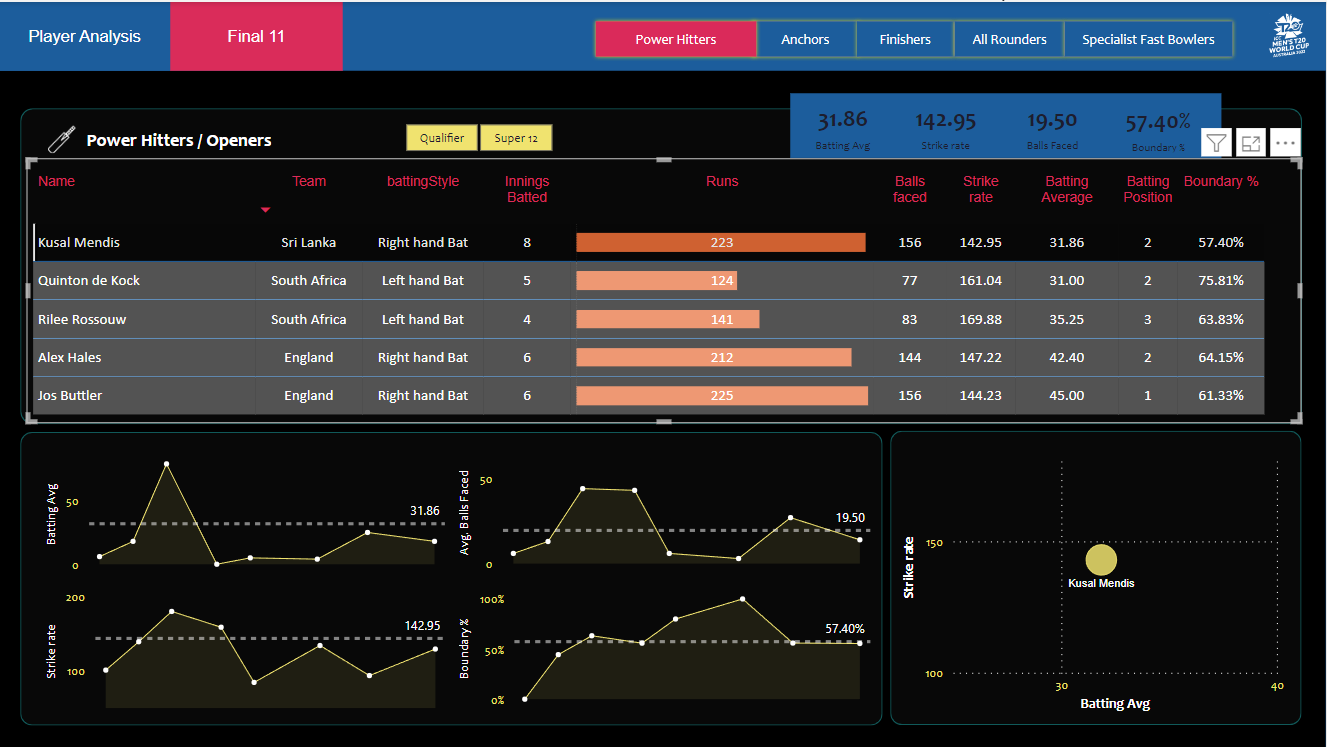 Player Analysis
Final 11
Power Hitters
Anchors
Finishers
All Rounders
Specialist Fast Bowlers
ICC
MEN'S T20
WORLD CUP
AUSTRALIA 2022
Power Hitters / Openers
Qualifier
Super 12
31.86 142.95 19.50 57.40%
Batting Avg Strike rate Balls Faced Boundary %
Name Team battingStyle Innings Batted Runs Balls faced Strike rate Batting Average Batting Position Boundary %
Kusal Mendis Sri Lanka Right hand Bat 8 223 156 142.95 31.86 2 57.40%
Quinton de Kock South Africa Left hand Bat 5 124 77 161.04 31.00 2 75.81%
Rilee Rossouw South Africa Left hand Bat 4 141 83 169.88 35.25 3 63.83%
Alex Hales England Right hand Bat 6 212 144 147.22 42.40 2 64.15%
Jos Buttler England Right hand Bat 6 225 156 144.23 45.00 1 61.33%
Batting Avg
50
0
31.86
Avg. Balls Faced
50
0
19.50
Strike rate
200
100
142.95
Boundary %
100%
50%
0%
57.40%
Strike rate
150
100
Kusal Mendis
30 40
Batting Avg